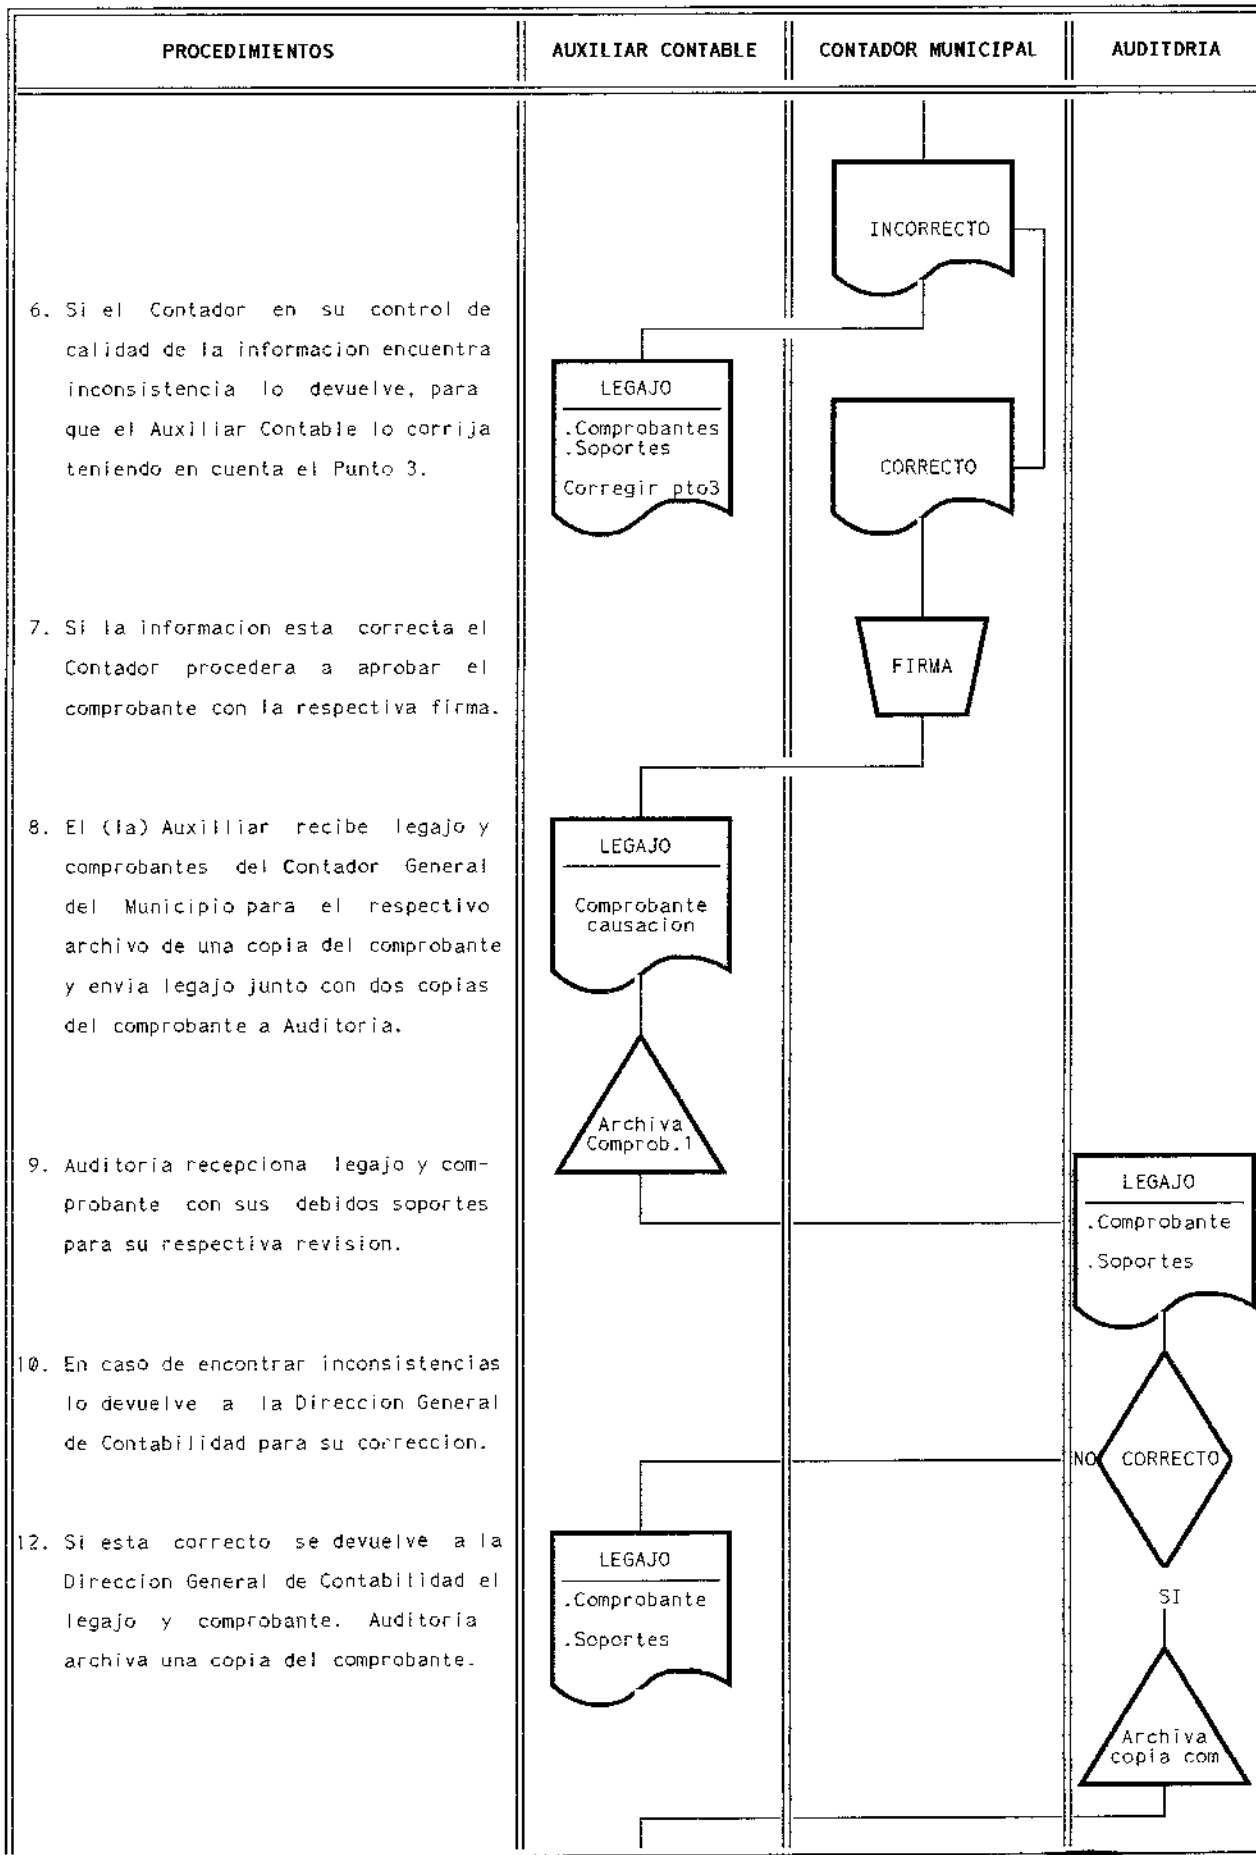 PROCEDIMIENTOS
AUXILIAR CONTABLE
CONTADOR MUNICIPAL
AUDITDRIA
INCORRECTO
6. Si el Contador en su control de
calidad de la informacion encuentra
inconsistencia lo devuelve, para
que el Auxiliar Contable lo corrija
teniendo en cuenta el Punto 3.
LEGAJO
.Comprobantes
.Soportes
Corregir pto3
CORRECTO
7. Si la informacion esta correcta el
Contador procedera a aprobar el
comprobante con la respectiva firma.
FIRMA
8. El (la) Auxilliar recibe legajo y
comprobantes del Contador General
del Municipio para el respectivo
archivo de una copia del comprobante
y envia legajo junto con dos copias
del comprobante a Auditoria.
LEGAJO
Comprobante
causacion
Archiva
Comprob.1
9. Auditoria recepciona legajo y com-
probante con sus debidos soportes
para su respectiva revision.
LEGAJO
.Comprobante
.Soportes
10. En caso de encontrar inconsistencias
lo devuelve a la Direccion General
de Contabilidad para su correccion.
NO
CORRECTO
12. Si esta correcto se devuelve a la
Direccion General de Contabilidad el
legajo y comprobante. Auditoria
archiva una copia del comprobante.
LEGAJO
.Comprobante
.Soportes
SI
Archiva
copia com